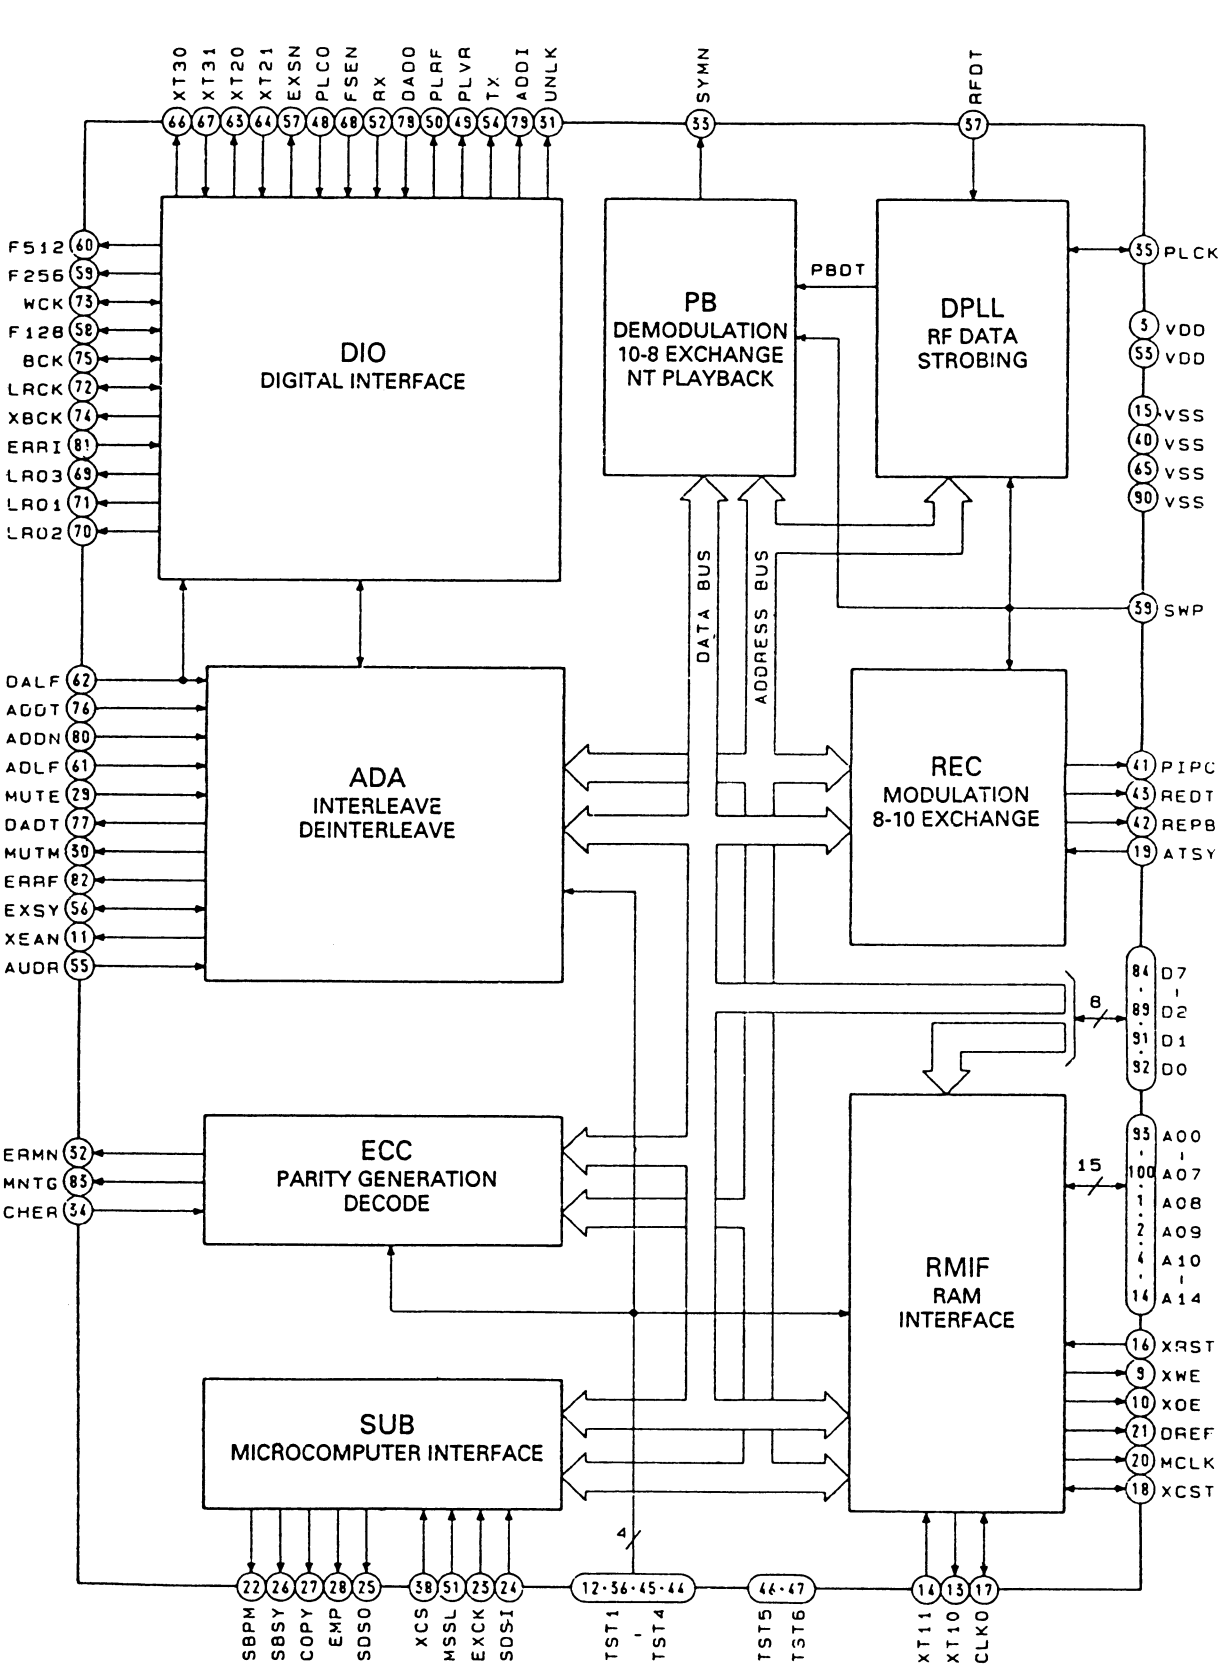 XT30 XT31 XT20 XT21 EXSN PLCO FSEN RX DADO PLRF PLVR TX ADDI UNLK SYMN RFDT
66 67 63 64 57 48 68 52 78 50 49 54 79 51 33 37
F512 60
F256 59
WCK 73
F128 58
BCK 75
LRCK 72
XBCK 74
ERRI 81
LRO3 69
LRO1 71
LRO2 70
DIO
DIGITAL INTERFACE
PB
DEMODULATION
10-8 EXCHANGE
NT PLAYBACK
PBDT
DPLL
RF DATA
STROBING
35 PLCK
5 VDD
53 VDD
15 VSS
40 VSS
65 VSS
90 VSS
39 SWP
DATA BUS
ADDRESS BUS
DALF 62
ADDT 76
ADDN 80
ADLF 61
MUTE 29
DADT 77
MUTM 30
ERRF 82
EXSY 56
XEAN 11
AUDR 55
ADA
INTERLEAVE
DEINTERLEAVE
REC
MODULATION
8-10 EXCHANGE
41 PIPC
43 REDT
42 REPB
19 ATSY
8
84 D7
89 D2
91 D1
92 D0
ERMN 32
MNTG 83
CHER 34
ECC
PARITY GENERATION
DECODE
15
93 A00
100 A07
1 A08
2 A09
4 A10
14 A14
RMIF
RAM
INTERFACE
16 XRST
9 XWE
10 XOE
21 DREF
20 MCLK
18 XCST
SUB
MICROCOMPUTER INTERFACE
4
22 26 27 28 25 38 51 23 24 12·36·45·44 46·47 14 13 17
SBPM SBSY COPY EMP SDSO XCS MSSL EXCK SDSI TST1 - TST4 TST5 TST6 XT11 XT10 CLKO